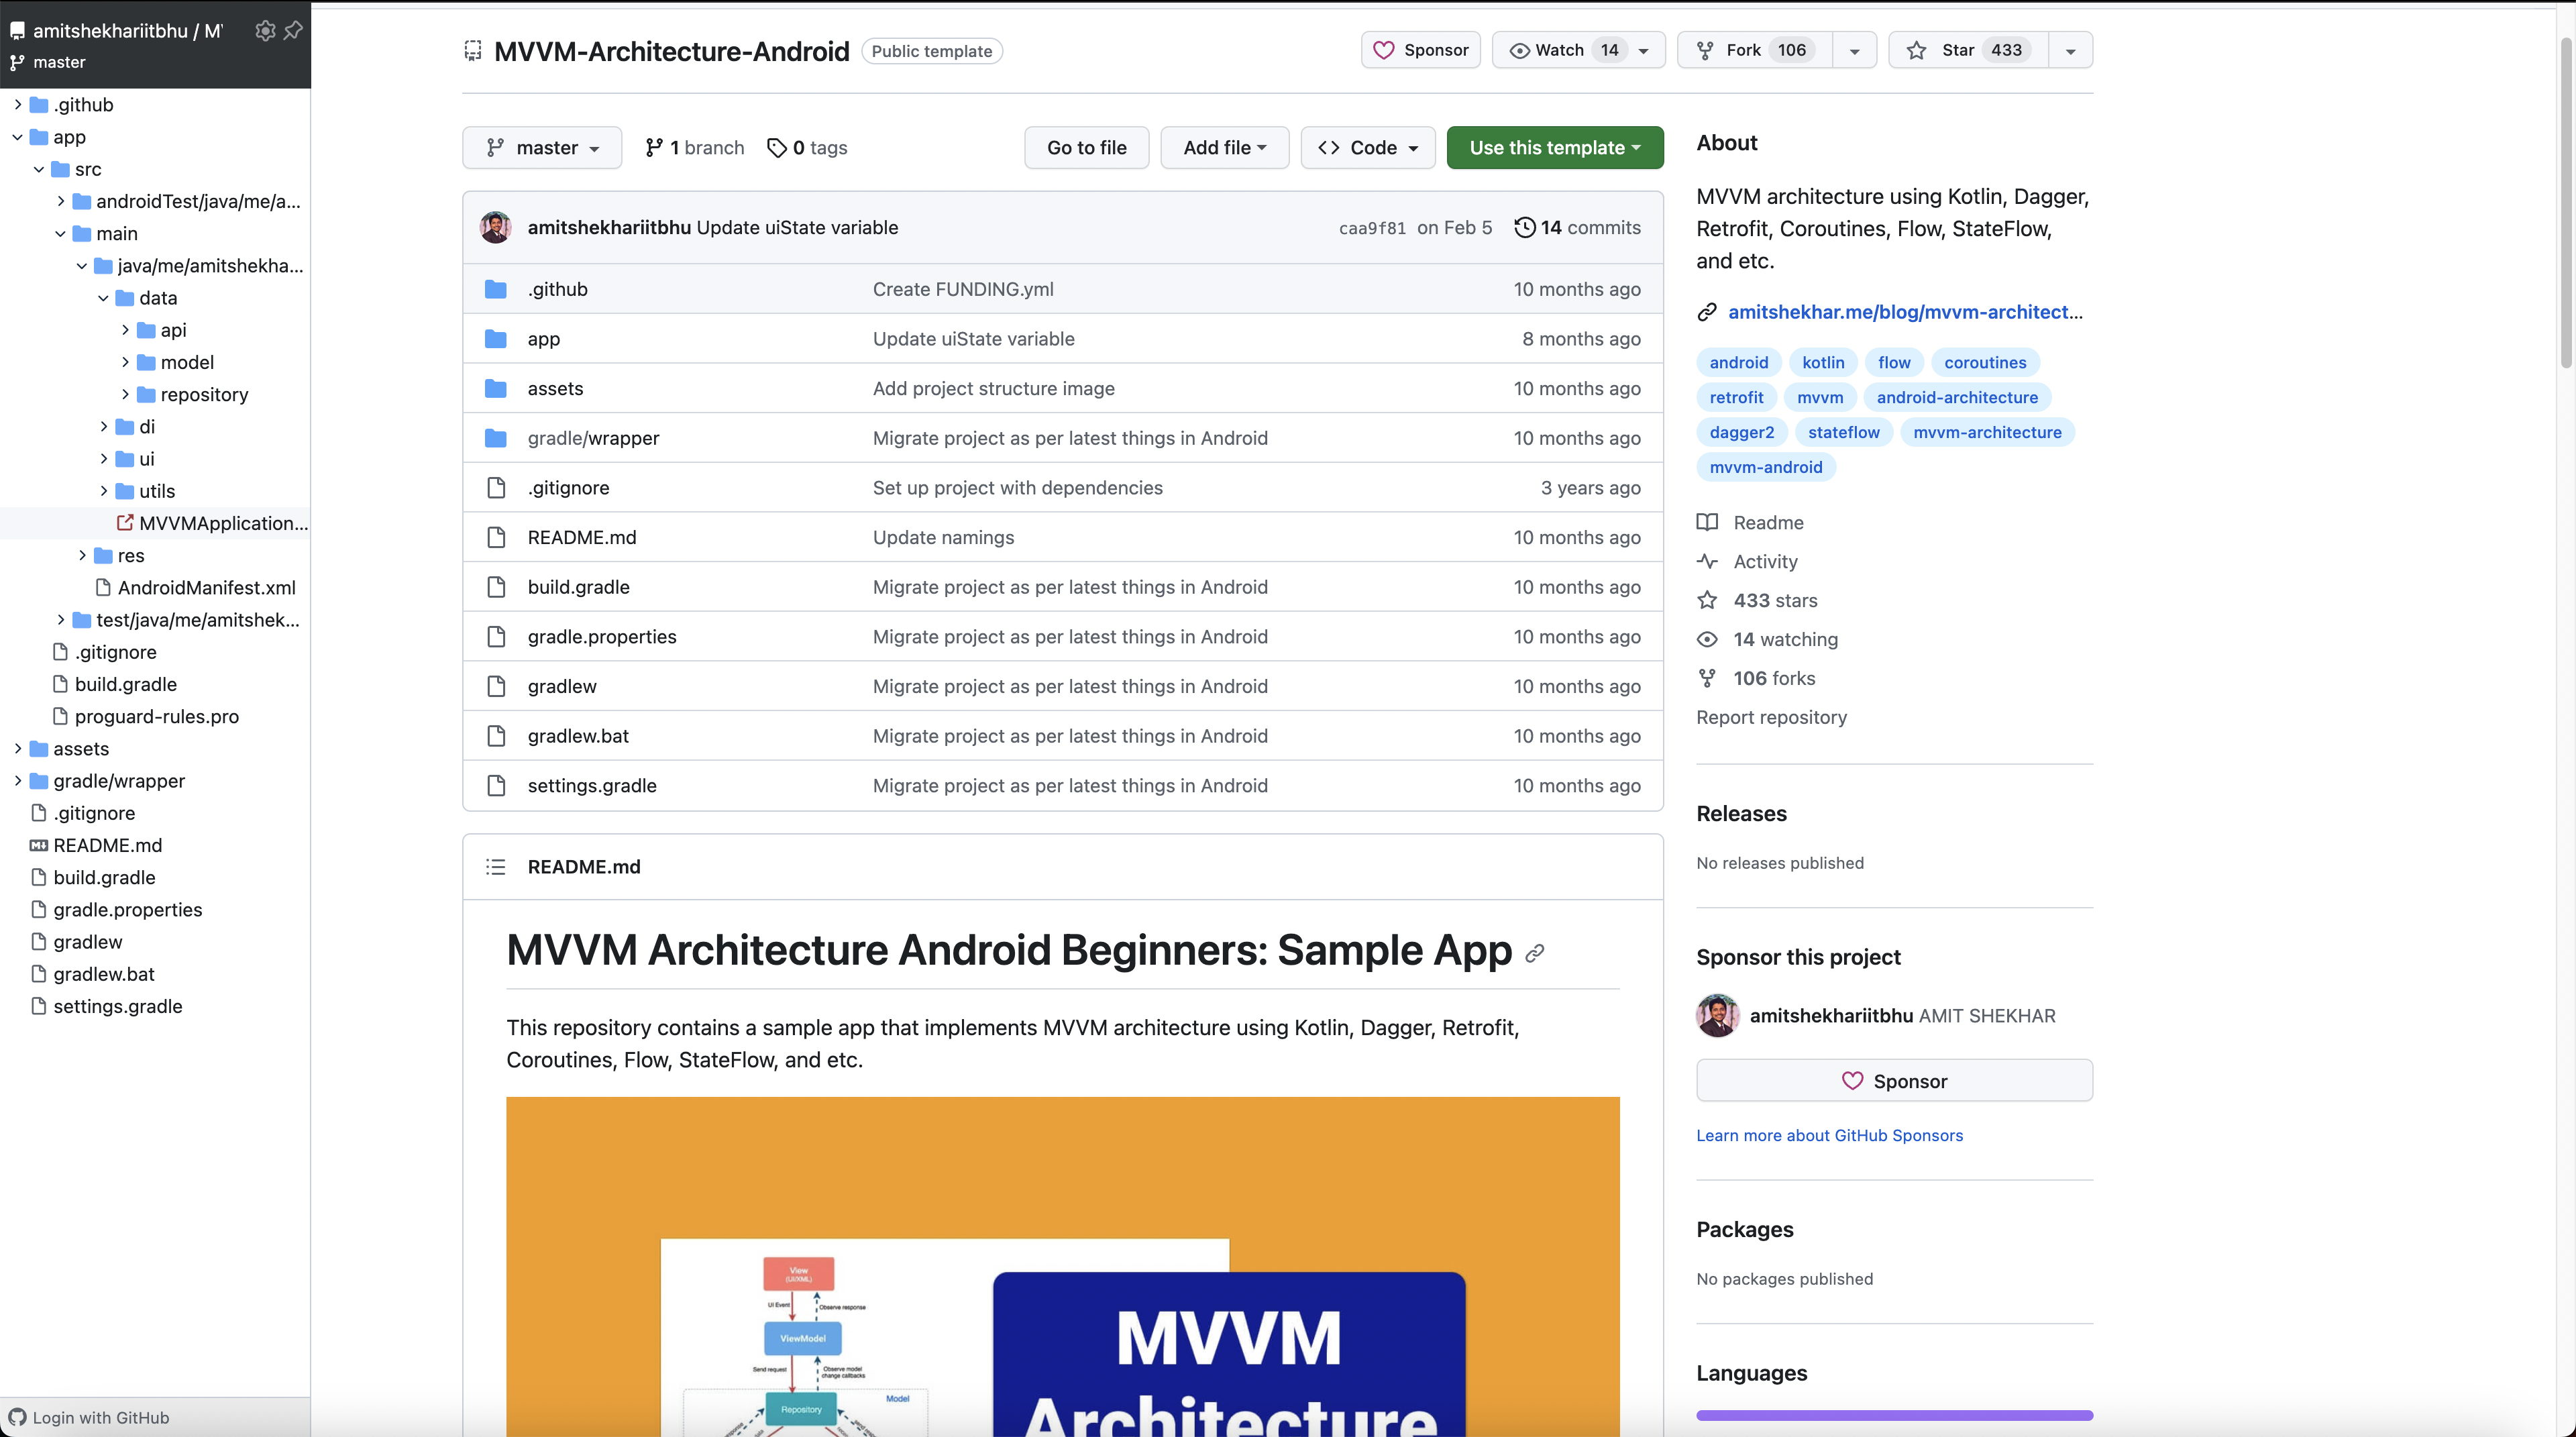 amitshekhariitbhu / M
master
.github
app
src
androidTest/java/me/a...
main
java/me/amitshekha...
data
api
model
repository
di
ui
utils
MVVMApplication...
res
AndroidManifest.xml
test/java/me/amitshek...
.gitignore
build.gradle
proguard-rules.pro
assets
gradle/wrapper
.gitignore
README.md
build.gradle
gradle.properties
gradlew
gradlew.bat
settings.gradle
Login with GitHub
MVVM-Architecture-Android Public template
Sponsor Watch 14 Fork 106 Star 433
master 1 branch 0 tags Go to file Add file Code Use this template
amitshekhariitbhu Update uiState variable caa9f81 on Feb 5 14 commits
.github Create FUNDING.yml 10 months ago
app Update uiState variable 8 months ago
assets Add project structure image 10 months ago
gradle/wrapper Migrate project as per latest things in Android 10 months ago
.gitignore Set up project with dependencies 3 years ago
README.md Update namings 10 months ago
build.gradle Migrate project as per latest things in Android 10 months ago
gradle.properties Migrate project as per latest things in Android 10 months ago
gradlew Migrate project as per latest things in Android 10 months ago
gradlew.bat Migrate project as per latest things in Android 10 months ago
settings.gradle Migrate project as per latest things in Android 10 months ago
README.md
MVVM Architecture Android Beginners: Sample App
This repository contains a sample app that implements MVVM architecture using Kotlin, Dagger, Retrofit,
Coroutines, Flow, StateFlow, and etc.
View
(UI/XML)
UI Event
Observe response
ViewModel
Send request
Observe model
change callbacks
Model
Repository
MVVM
Architecture
About
MVVM architecture using Kotlin, Dagger,
Retrofit, Coroutines, Flow, StateFlow,
and etc.
amitshekhar.me/blog/mvvm-architect...
android kotlin flow coroutines
retrofit mvvm android-architecture
dagger2 stateflow mvvm-architecture
mvvm-android
Readme
Activity
433 stars
14 watching
106 forks
Report repository
Releases
No releases published
Sponsor this project
amitshekhariitbhu AMIT SHEKHAR
Sponsor
Learn more about GitHub Sponsors
Packages
No packages published
Languages